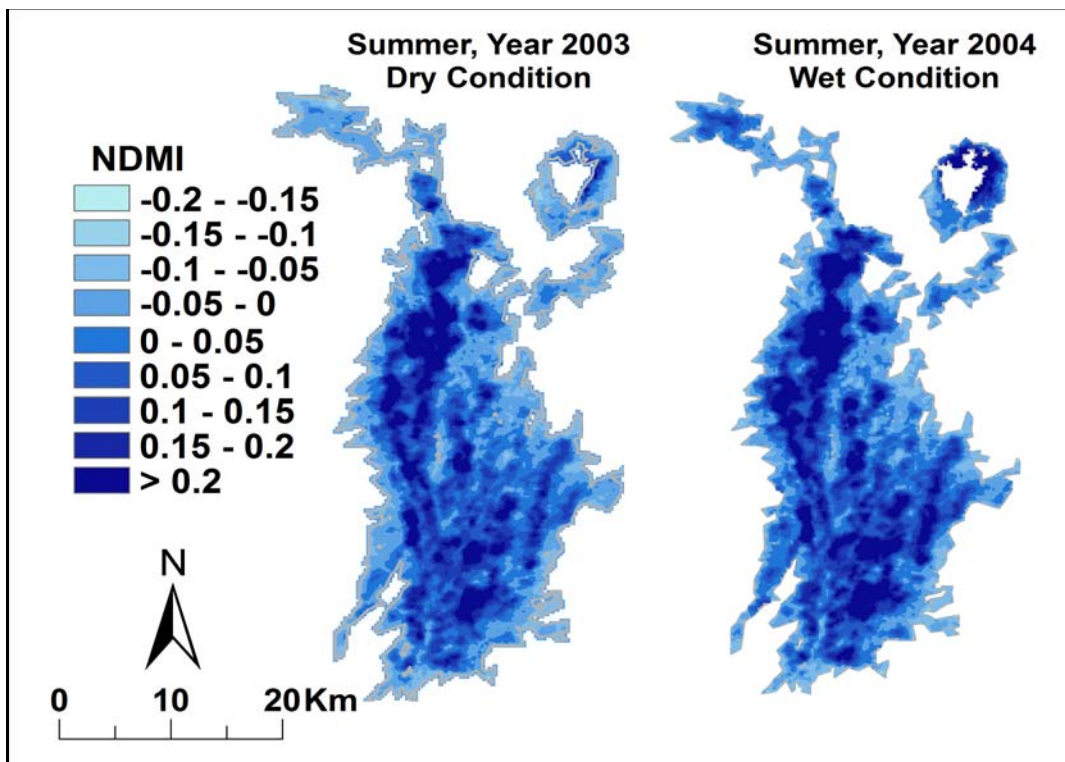 Summer, Year 2003
Dry Condition
Summer, Year 2004
Wet Condition
NDMI
-0.2 - -0.15
-0.15 - -0.1
-0.1 - -0.05
-0.05 - 0
0 - 0.05
0.05 - 0.1
0.1 - 0.15
0.15 - 0.2
> 0.2
N
0 10 20 Km